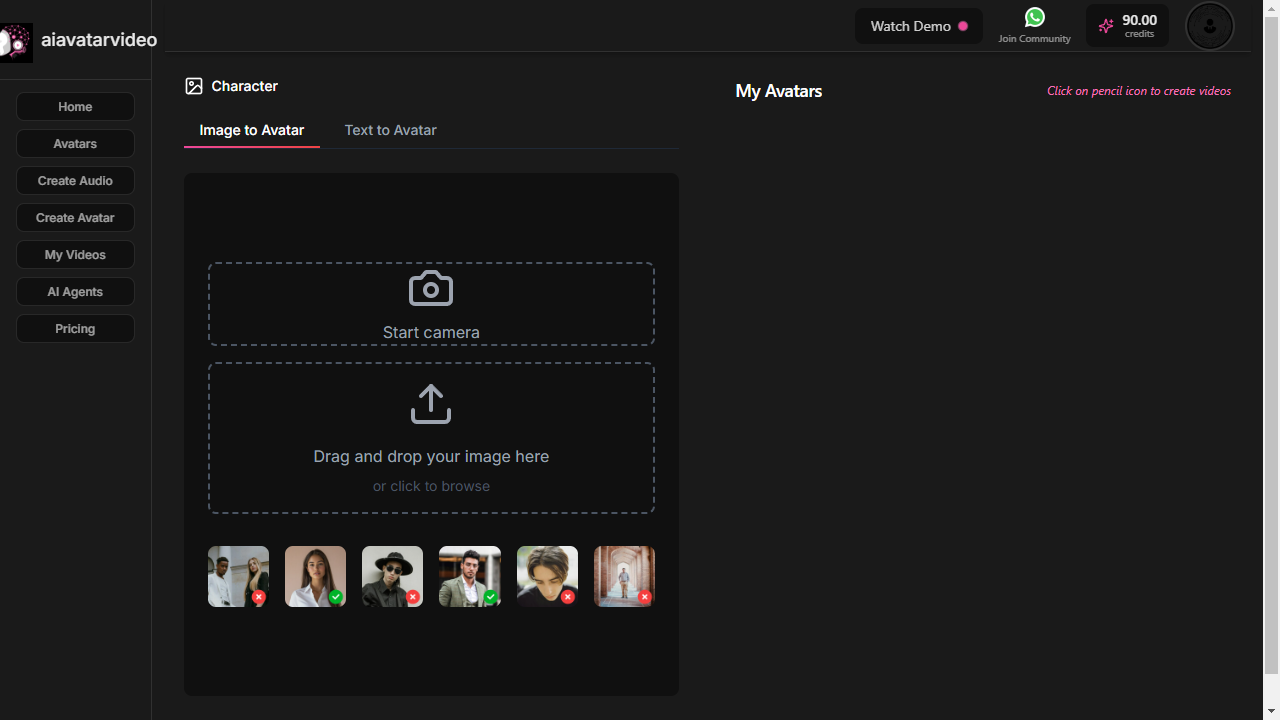 aiavatarvideo
Home
Avatars
Create Audio
Create Avatar
My Videos
AI Agents
Pricing
Watch Demo
Join Community
90.00
credits
Character
Image to Avatar
Text to Avatar
Start camera
Drag and drop your image here
or click to browse
My Avatars
Click on pencil icon to create videos